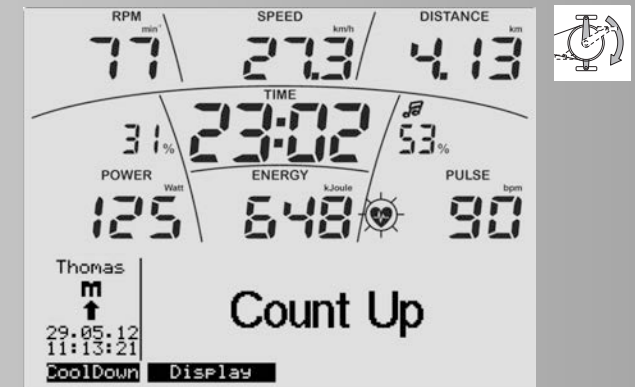 RPM SPEED DISTANCE
min⁻¹ km/h km
77 27.3 4.13
TIME
31% 23:02 53%
POWER ENERGY PULSE
Watt kJoule bpm
125 648 90
Thomas
m
29.05.12
11:13:21
Count Up
CoolDown Display